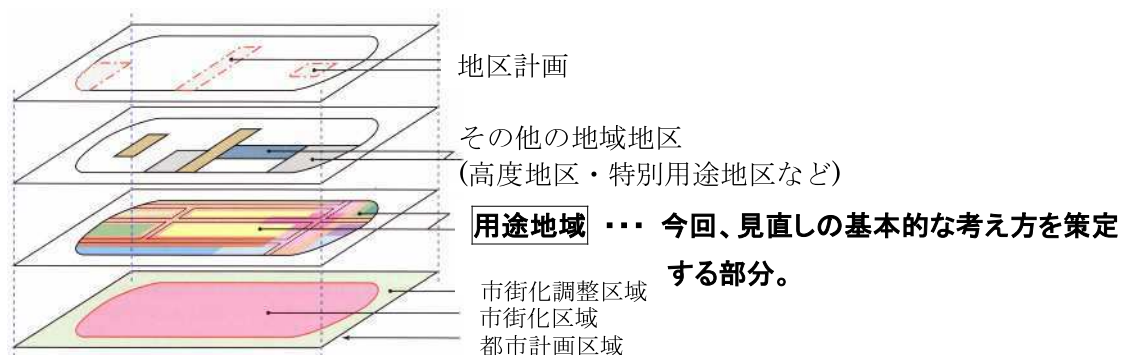 地区計画
その他の地域地区
(高度地区・特別用途地区など)
用途地域 ･･･ 今回、見直しの基本的な考え方を策定
する部分。
市街化調整区域
市街化区域
都市計画区域